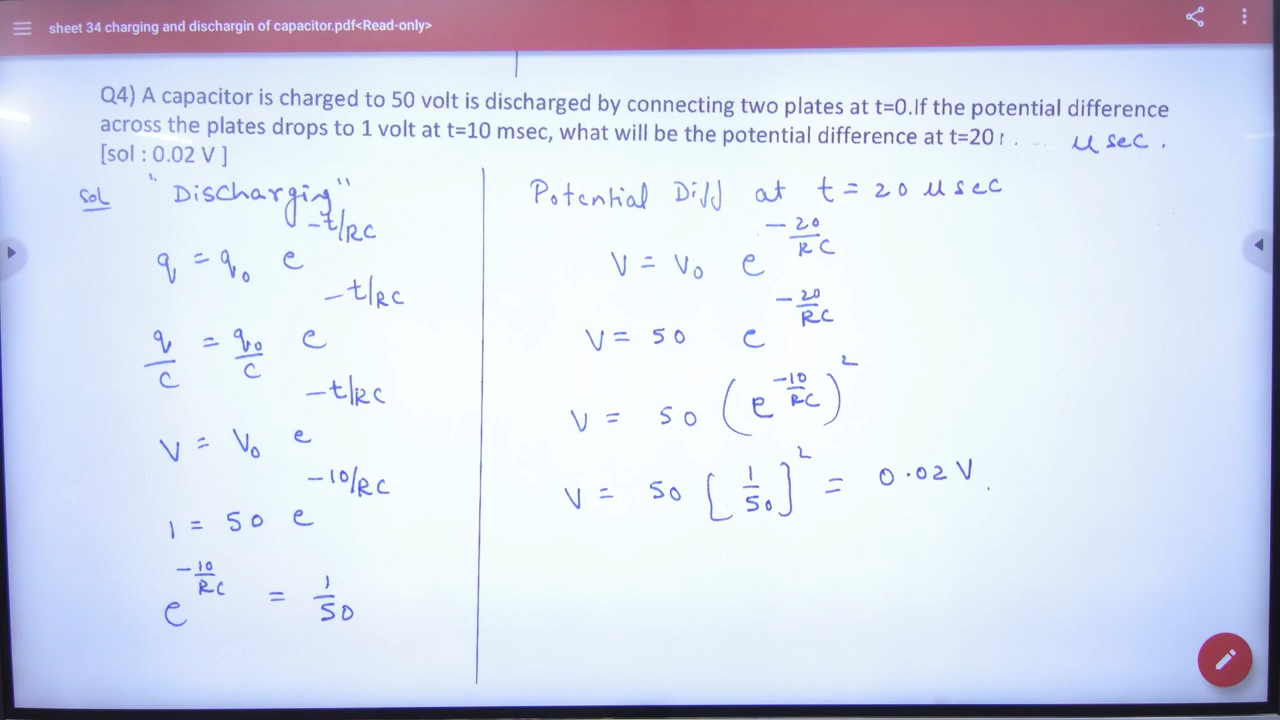 sheet 34 charging and dischargin of capacitor.pdf<Read-only>
Q4) A capacitor is charged to 50 volt is discharged by connecting two plates at t=0.If the potential difference
across the plates drops to 1 volt at t=10 msec, what will be the potential difference at t=20 μ sec.
[sol : 0.02 V ]
Sol "Discharging"
q = q₀ e^(-t/RC)
q/C = q₀/C e^(-t/RC)
V = V₀ e^(-t/RC)
1 = 50 e^(-10/RC)
e^(-10/RC) = 1/50
Potential Diff at t = 20 μsec
V = V₀ e^(-20/RC)
V = 50 e^(-20/RC)
V = 50 (e^(-10/RC))²
V = 50 [1/50]² = 0.02 V.